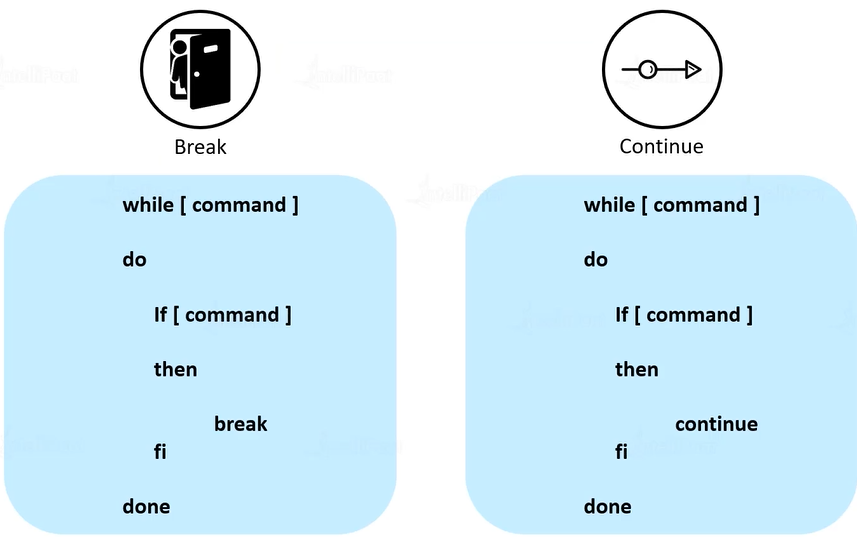 Break
while [ command ]
do
If [ command ]
then
break
fi
done
Continue
while [ command ]
do
If [ command ]
then
continue
fi
done